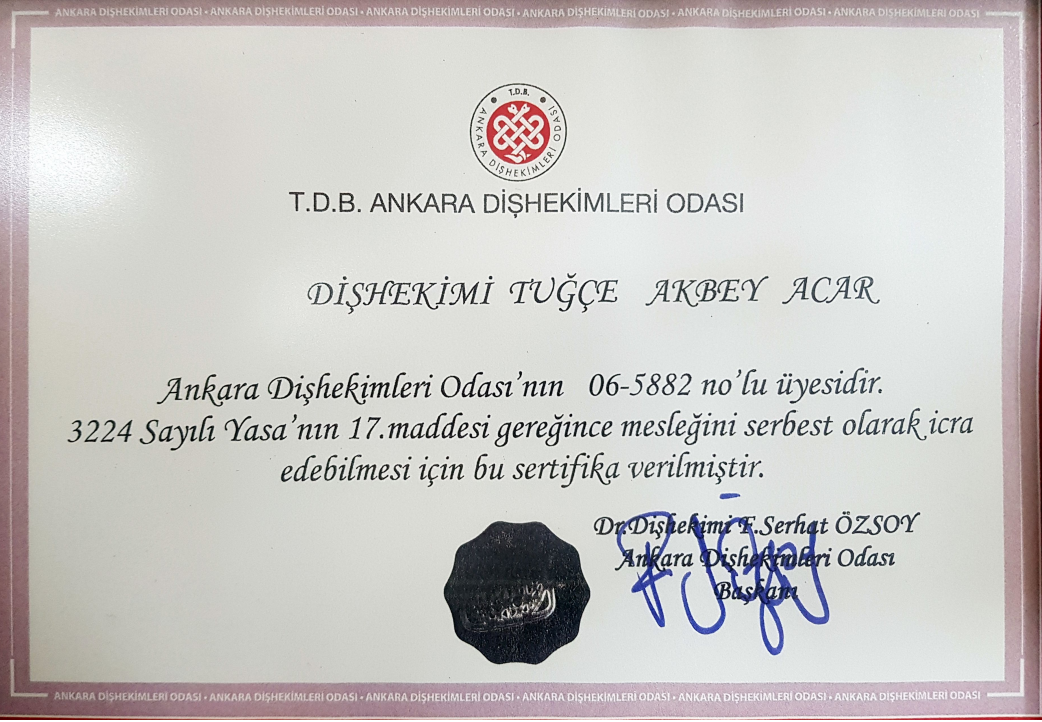 ANKARA DİŞHEKİMLERİ ODASI • ANKARA DİŞHEKİMLERİ ODASI • ANKARA DİŞHEKİMLERİ ODASI • ANKARA DİŞHEKİMLERİ ODASI • ANKARA DİŞHEKİMLERİ ODASI • ANKARA DİŞHEKİMLERİ ODASI
T.D.B.
ANKARA DİŞHEKİMLERİ ODASI
T.D.B. ANKARA DİŞHEKİMLERİ ODASI
DİŞHEKİMİ TUĞÇE AKBEY ACAR
Ankara Dişhekimleri Odası'nın 06-5882 no'lu üyesidir.
3224 Sayılı Yasa'nın 17.maddesi gereğince mesleğini serbest olarak icra
edebilmesi için bu sertifika verilmiştir.
Dr.Dişhekimi F.Serhat ÖZSOY
Ankara Dişhekimleri Odası
Başkanı
ANKARA DİŞHEKİMLERİ ODASI • ANKARA DİŞHEKİMLERİ ODASI • ANKARA DİŞHEKİMLERİ ODASI • ANKARA DİŞHEKİMLERİ ODASI • ANKARA DİŞHEKİMLERİ ODASI • ANKARA DİŞHEKİMLERİ ODASI